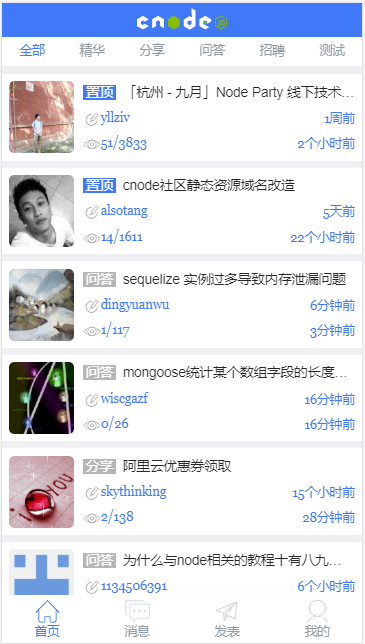 cnode
全部 精华 分享 问答 招聘 测试
置顶 「杭州 - 九月」Node Party 线下技术…
yllziv 1周前
51/3833 2个小时前
置顶 cnode社区静态资源域名改造
alsotang 5天前
14/1611 22个小时前
问答 sequelize 实例过多导致内存泄漏问题
dingyuanwu 6分钟前
1/117 3分钟前
问答 mongoose统计某个数组字段的长度…
wiscgazf 16分钟前
0/26 16分钟前
分享 阿里云优惠券领取
skythinking 15个小时前
2/138 28分钟前
问答 为什么与node相关的教程十有八九…
1134506391 6个小时前
首页 消息 发表 我的